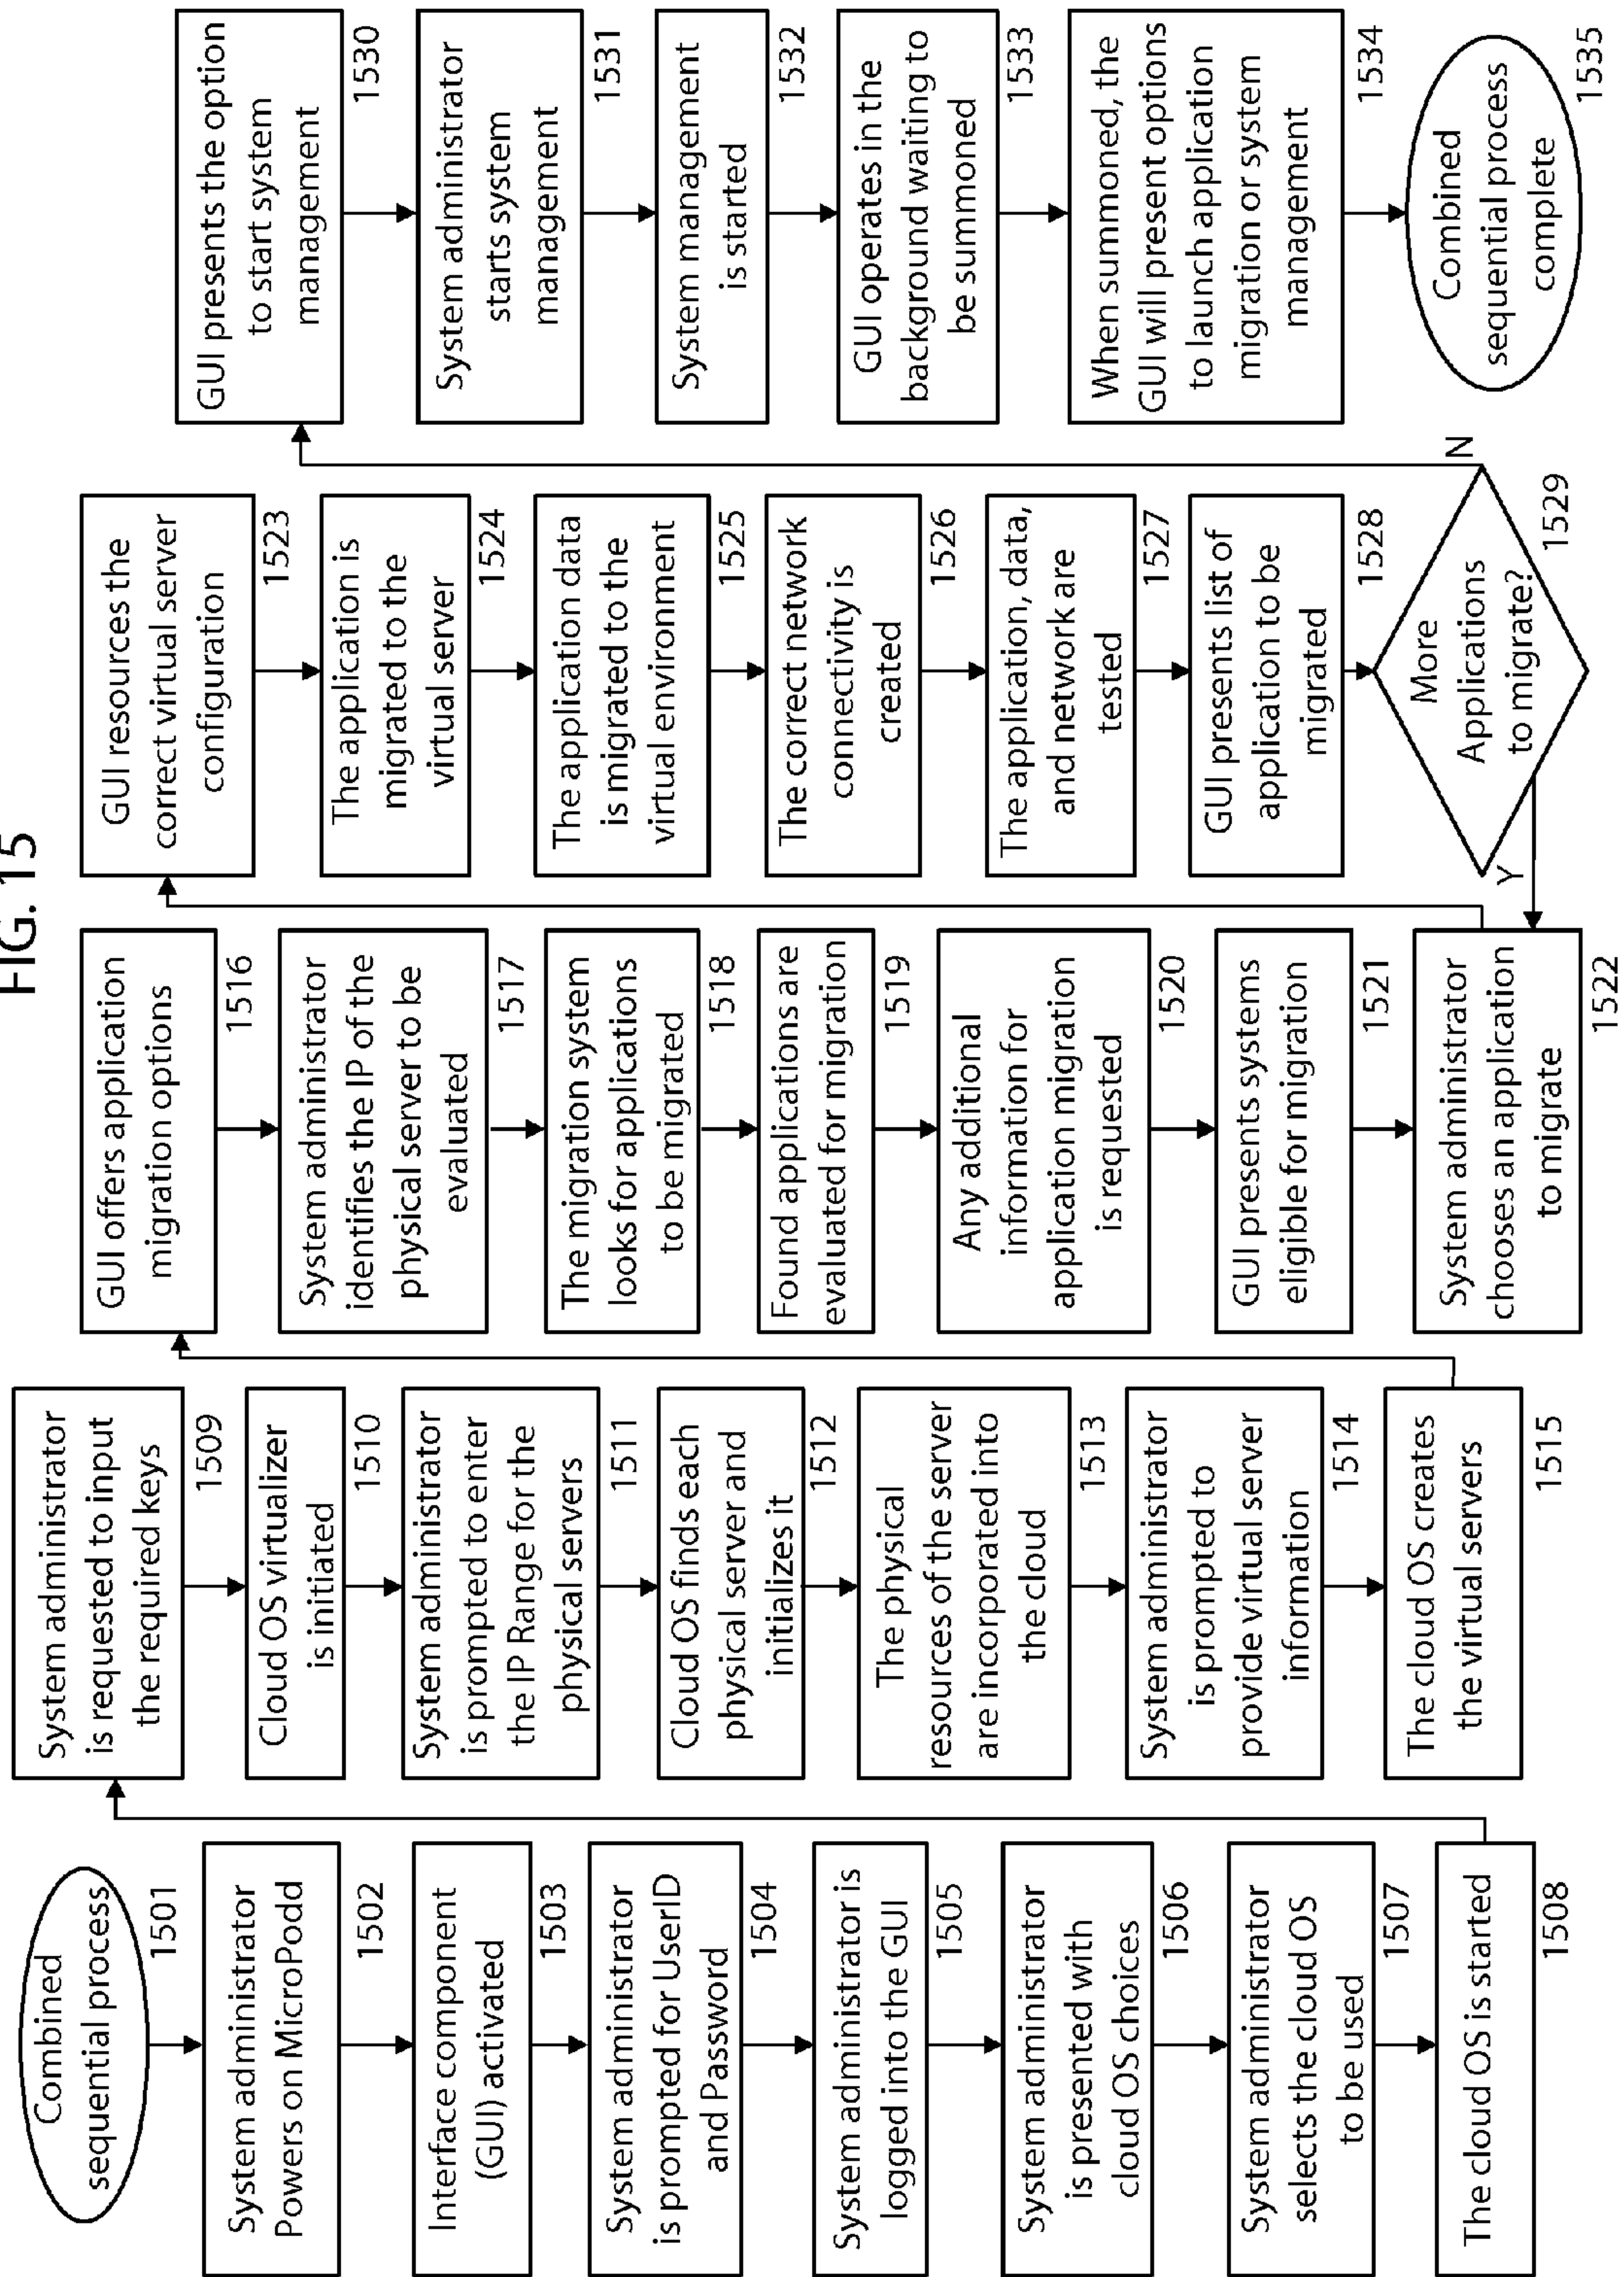 FIG. 15
Combined
sequential process
1501
System administrator
Powers on MicroPodd
1502
Interface component
(GUI) activated
1503
System administrator
is prompted for UserID
and Password
1504
System administrator is
logged into the GUI
1505
System administrator
is presented with
cloud OS choices
1506
System administrator
selects the cloud OS
to be used
1507
The cloud OS is started
1508
System administrator
is requested to input
the required keys
1509
Cloud OS virtualizer
is initiated
1510
System administrator
is prompted to enter
the IP Range for the
physical servers
1511
Cloud OS finds each
physical server and
initializes it
1512
The physical
resources of the server
are incorporated into
the cloud
1513
System administrator
is prompted to
provide virtual server
information
1514
The cloud OS creates
the virtual servers
1515
GUI offers application
migration options
1516
System administrator
identifies the IP of the
physical server to be
evaluated
1517
The migration system
looks for applications
to be migrated
1518
Found applications are
evaluated for migration
1519
Any additional
information for
application migration
is requested
1520
GUI presents systems
eligible for migration
1521
System administrator
chooses an application
to migrate
1522
GUI resources the
correct virtual server
configuration
1523
The application is
migrated to the
virtual server
1524
The application data
is migrated to the
virtual environment
1525
The correct network
connectivity is
created
1526
The application, data,
and network are
tested
1527
GUI presents list of
application to be
migrated
1528
More
Applications
to migrate?
1529
Y
N
GUI presents the option
to start system
management
1530
System administrator
starts system
management
1531
System management
is started
1532
GUI operates in the
background waiting to
be summoned
1533
When summoned, the
GUI will present options
to launch application
migration or system
management
1534
Combined
sequential process
complete
1535